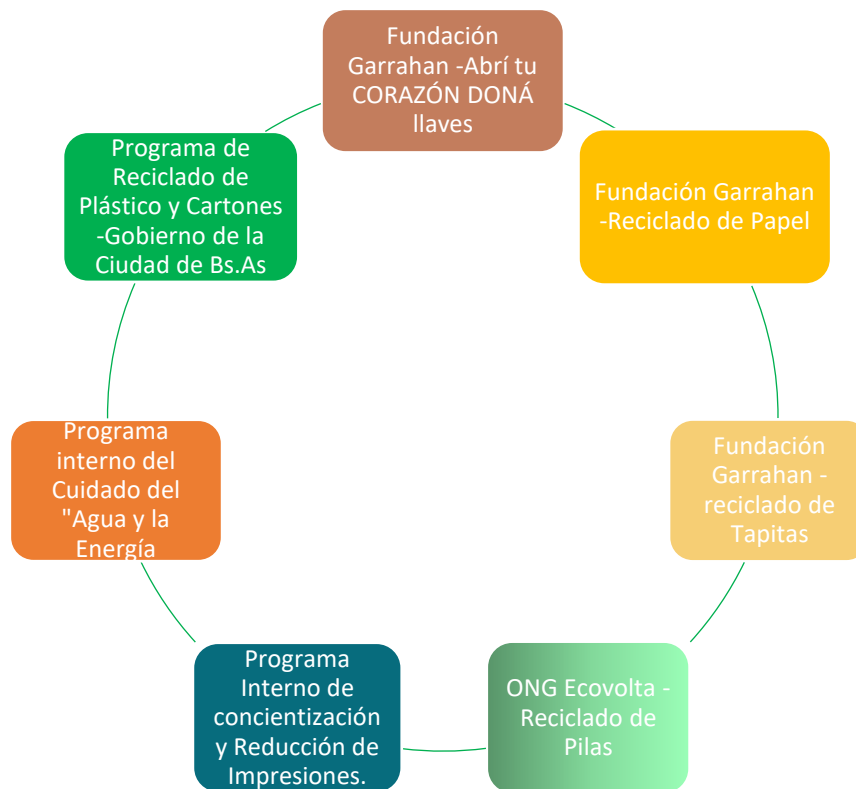 Fundación
Garrahan -Abrí tu
CORAZÓN DONÁ
llaves
Fundación Garrahan
-Reciclado de Papel
Fundación
Garrahan -
reciclado de
Tapitas
ONG Ecovolta -
Reciclado de
Pilas
Programa
Interno de
concientización
y Reducción de
Impresiones.
Programa
interno del
Cuidado del
"Agua y la
Energía
Programa de
Reciclado de
Plástico y Cartones
-Gobierno de la
Ciudad de Bs.As